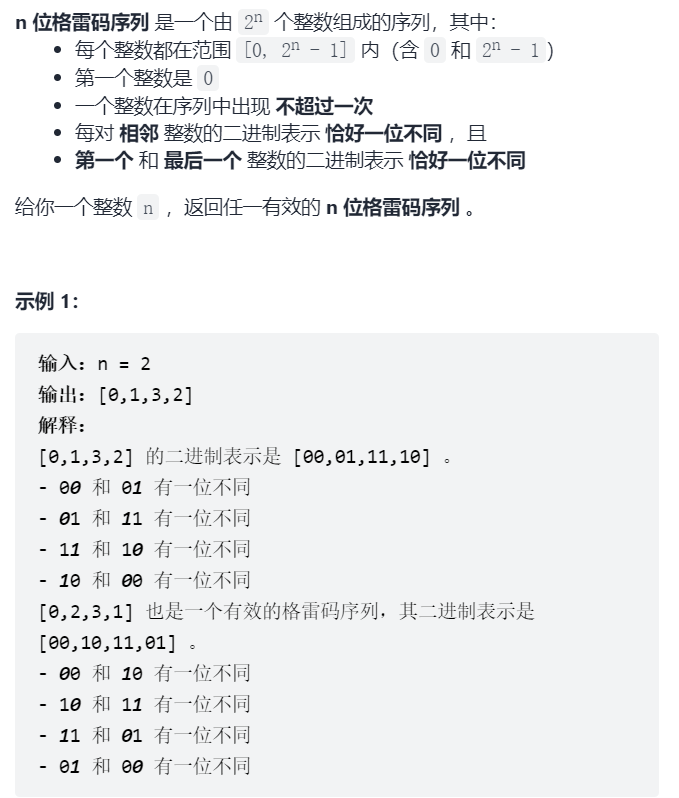 n 位格雷码序列 是一个由 2ⁿ 个整数组成的序列，其中：
• 每个整数都在范围 [0, 2ⁿ - 1] 内（含 0 和 2ⁿ - 1）
• 第一个整数是 0
• 一个整数在序列中出现 不超过一次
• 每对 相邻 整数的二进制表示 恰好一位不同 ，且
• 第一个 和 最后一个 整数的二进制表示 恰好一位不同
给你一个整数 n ，返回任一有效的 n 位格雷码序列 。
示例 1：
输入：n = 2
输出：[0,1,3,2]
解释：
[0,1,3,2] 的二进制表示是 [00,01,11,10] 。
- 00 和 01 有一位不同
- 01 和 11 有一位不同
- 11 和 10 有一位不同
- 10 和 00 有一位不同
[0,2,3,1] 也是一个有效的格雷码序列，其二进制表示是
[00,10,11,01] 。
- 00 和 10 有一位不同
- 10 和 11 有一位不同
- 11 和 01 有一位不同
- 01 和 00 有一位不同